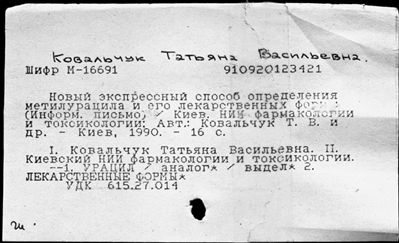 Ковальчук Татьяна Васильевна.
Шифр М-16691 910920123421
Новый экспрессный способ определения
метилурацила и его лекарственных форм :
(Информ. письмо) / Киев. НИИ фармакологии
и токсикологии; Авт.: Ковальчук Т. В. и
др. - Киев, 1990. - 16 с.
I. Ковальчук Татьяна Васильевна. II.
Киевский НИИ фармакологии и токсикологии.
--1. УРАЦИЛ / аналог* / выдел* 2.
ЛЕКАРСТВЕННЫЕ ФОРМЫ*
УДК 615.27.014